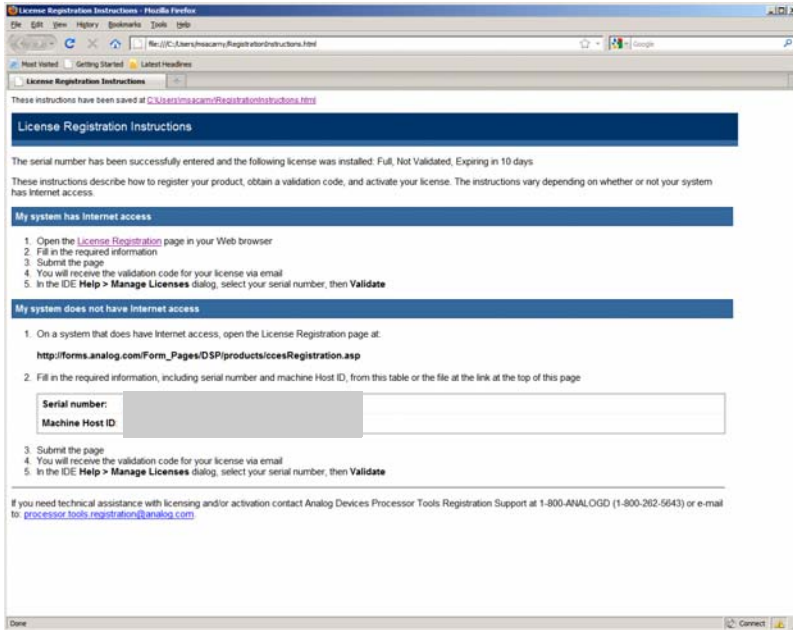 License Registration Instructions - Mozilla Firefox
File Edit View History Bookmarks Tools Help
file:///C:/Users/msacarny/RegistrationInstructions.html
Google
Most Visited Getting Started Latest Headlines
License Registration Instructions
These instructions have been saved at C:\Users\msacarny\RegistrationInstructions.html
License Registration Instructions
The serial number has been successfully entered and the following license was installed: Full, Not Validated, Expiring in 10 days
These instructions describe how to register your product, obtain a validation code, and activate your license. The instructions vary depending on whether or not your system
has Internet access.
My system has Internet access
1. Open the License Registration page in your Web browser
2. Fill in the required information
3. Submit the page
4. You will receive the validation code for your license via email
5. In the IDE Help > Manage Licenses dialog, select your serial number, then Validate
My system does not have Internet access
1. On a system that does have Internet access, open the License Registration page at:
http://forms.analog.com/Form_Pages/DSP/products/ccesRegistration.asp
2. Fill in the required information, including serial number and machine Host ID, from this table or the file at the link at the top of this page
Serial number:
Machine Host ID:
3. Submit the page
4. You will receive the validation code for your license via email
5. In the IDE Help > Manage Licenses dialog, select your serial number, then Validate
If you need technical assistance with licensing and/or activation contact Analog Devices Processor Tools Registration Support at 1-800-ANALOGD (1-800-262-5643) or e-mail
to: processor.tools.registration@analog.com.
Done
Connect